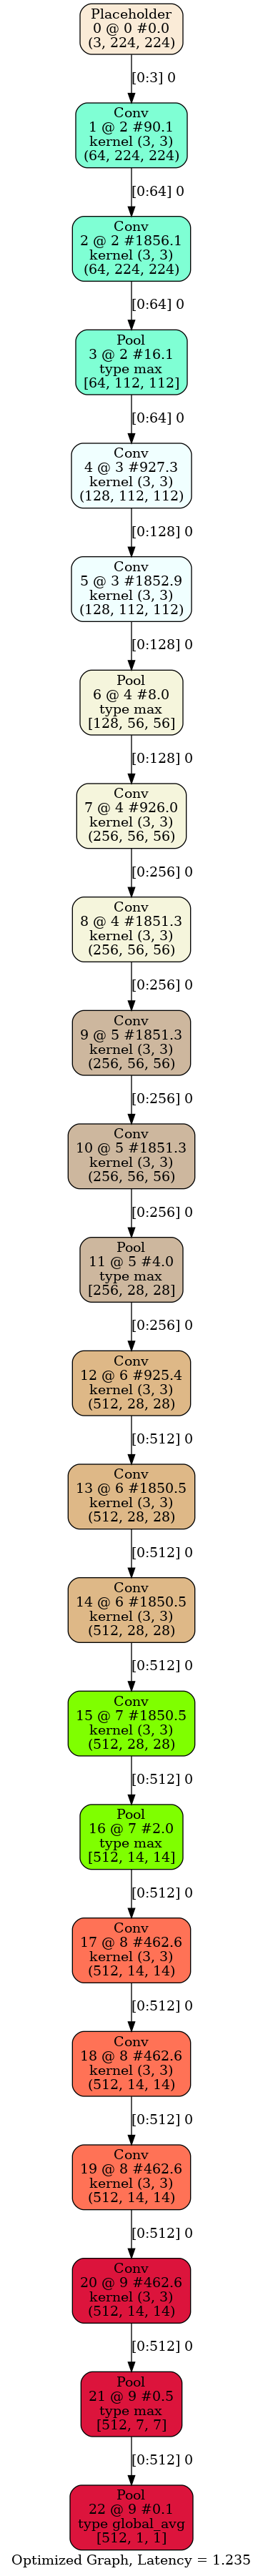 Placeholder
0 @ 0 #0.0
(3, 224, 224)
[0:3] 0
Conv
1 @ 2 #90.1
kernel (3, 3)
(64, 224, 224)
[0:64] 0
Conv
2 @ 2 #1856.1
kernel (3, 3)
(64, 224, 224)
[0:64] 0
Pool
3 @ 2 #16.1
type max
[64, 112, 112]
[0:64] 0
Conv
4 @ 3 #927.3
kernel (3, 3)
(128, 112, 112)
[0:128] 0
Conv
5 @ 3 #1852.9
kernel (3, 3)
(128, 112, 112)
[0:128] 0
Pool
6 @ 4 #8.0
type max
[128, 56, 56]
[0:128] 0
Conv
7 @ 4 #926.0
kernel (3, 3)
(256, 56, 56)
[0:256] 0
Conv
8 @ 4 #1851.3
kernel (3, 3)
(256, 56, 56)
[0:256] 0
Conv
9 @ 5 #1851.3
kernel (3, 3)
(256, 56, 56)
[0:256] 0
Conv
10 @ 5 #1851.3
kernel (3, 3)
(256, 56, 56)
[0:256] 0
Pool
11 @ 5 #4.0
type max
[256, 28, 28]
[0:256] 0
Conv
12 @ 6 #925.4
kernel (3, 3)
(512, 28, 28)
[0:512] 0
Conv
13 @ 6 #1850.5
kernel (3, 3)
(512, 28, 28)
[0:512] 0
Conv
14 @ 6 #1850.5
kernel (3, 3)
(512, 28, 28)
[0:512] 0
Conv
15 @ 7 #1850.5
kernel (3, 3)
(512, 28, 28)
[0:512] 0
Pool
16 @ 7 #2.0
type max
[512, 14, 14]
[0:512] 0
Conv
17 @ 8 #462.6
kernel (3, 3)
(512, 14, 14)
[0:512] 0
Conv
18 @ 8 #462.6
kernel (3, 3)
(512, 14, 14)
[0:512] 0
Conv
19 @ 8 #462.6
kernel (3, 3)
(512, 14, 14)
[0:512] 0
Conv
20 @ 9 #462.6
kernel (3, 3)
(512, 14, 14)
[0:512] 0
Pool
21 @ 9 #0.5
type max
[512, 7, 7]
[0:512] 0
Pool
22 @ 9 #0.1
type global_avg
[512, 1, 1]
Optimized Graph, Latency = 1.235